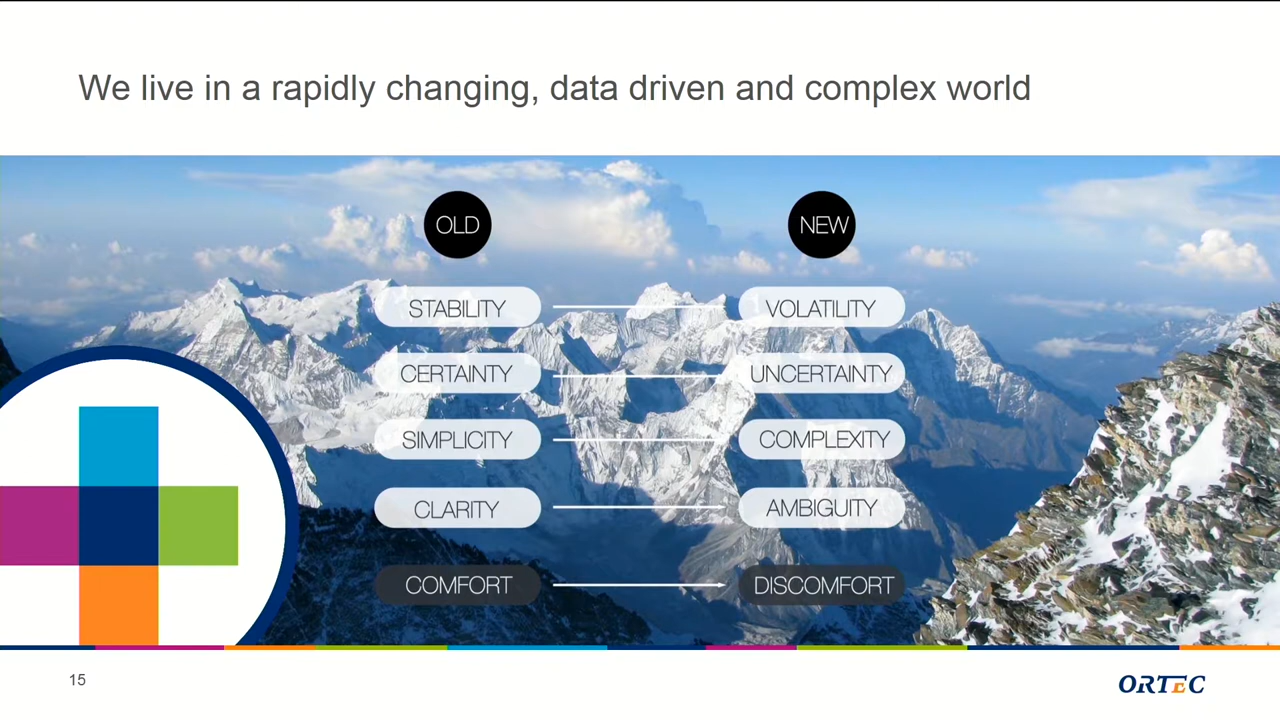 We live in a rapidly changing, data driven and complex world
OLD
NEW
STABILITY
VOLATILITY
CERTAINTY
UNCERTAINTY
SIMPLICITY
COMPLEXITY
CLARITY
AMBIGUITY
COMFORT
DISCOMFORT
15
ORTEC